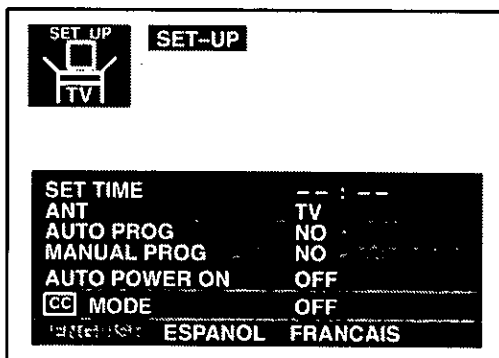 SET UP
TV
SET-UP
SET TIME -- : --
ANT TV
AUTO PROG NO
MANUAL PROG NO
AUTO POWER ON OFF
CC MODE OFF
ESPANOL FRANCAIS